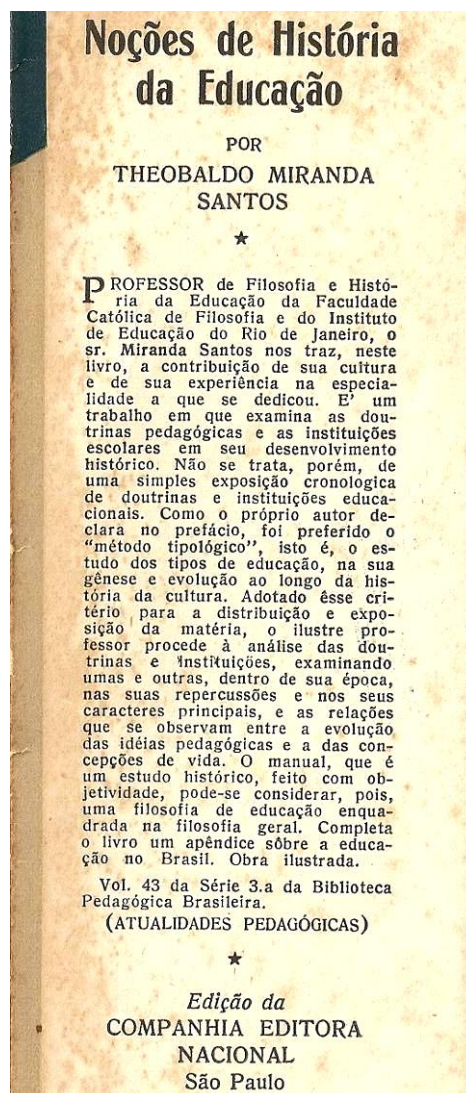 Noções de História
da Educação
POR
THEOBALDO MIRANDA
SANTOS
★
PROFESSOR de Filosofia e Histó-
ria da Educação da Faculdade
Católica de Filosofia e do Instituto
de Educação do Rio de Janeiro, o
sr. Miranda Santos nos traz, neste
livro, a contribuição de sua cultura
e de sua experiência na especia-
lidade a que se dedicou. E' um
trabalho em que examina as dou-
trinas pedagógicas e as instituições
escolares em seu desenvolvimento
histórico. Não se trata, porém, de
uma simples exposição cronologica
de doutrinas e instituições educa-
cionais. Como o próprio autor de-
clara no prefácio, foi preferido o
"método tipológico", isto é, o es-
tudo dos tipos de educação, na sua
gênese e evolução ao longo da his-
tória da cultura. Adotado êsse cri-
tério para a distribuição e expo-
sição da matéria, o ilustre pro-
fessor procede à análise das dou-
trinas e instituições, examinando
umas e outras, dentro de sua época,
nas suas repercussões e nos seus
caracteres principais, e as relações
que se observam entre a evolução
das idéias pedagógicas e a das con-
cepções de vida. O manual, que é
um estudo histórico, feito com ob-
jetividade, pode-se considerar, pois,
uma filosofia de educação enqua-
drada na filosofia geral. Completa
o livro um apêndice sôbre a educa-
ção no Brasil. Obra ilustrada.
Vol. 43 da Série 3.a da Biblioteca
Pedagógica Brasileira.
(ATUALIDADES PEDAGÓGICAS)
★
Edição da
COMPANHIA EDITORA
NACIONAL
São Paulo